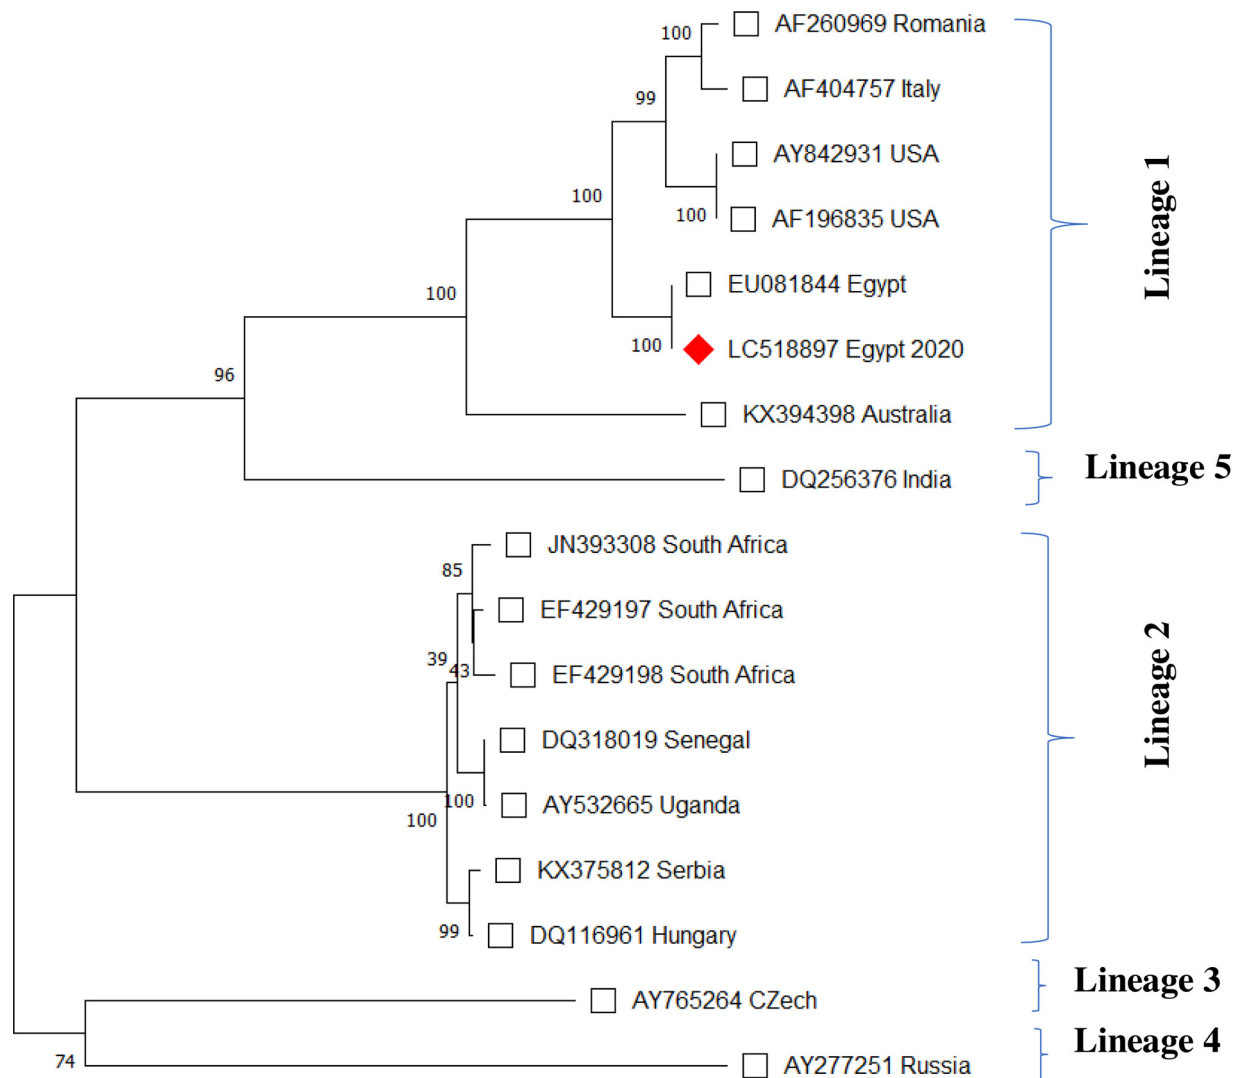 100
AF260969 Romania
AF404757 Italy
99
AY842931 USA
100
100
AF196835 USA
Lineage 1
100
EU081844 Egypt
100
LC518897 Egypt 2020
96
KX394398 Australia
DQ256376 India
Lineage 5
JN393308 South Africa
85
EF429197 South Africa
39
43
EF429198 South Africa
Lineage 2
DQ318019 Senegal
100
AY532665 Uganda
100
KX375812 Serbia
99
DQ116961 Hungary
AY765264 CZech
Lineage 3
Lineage 4
74
AY277251 Russia